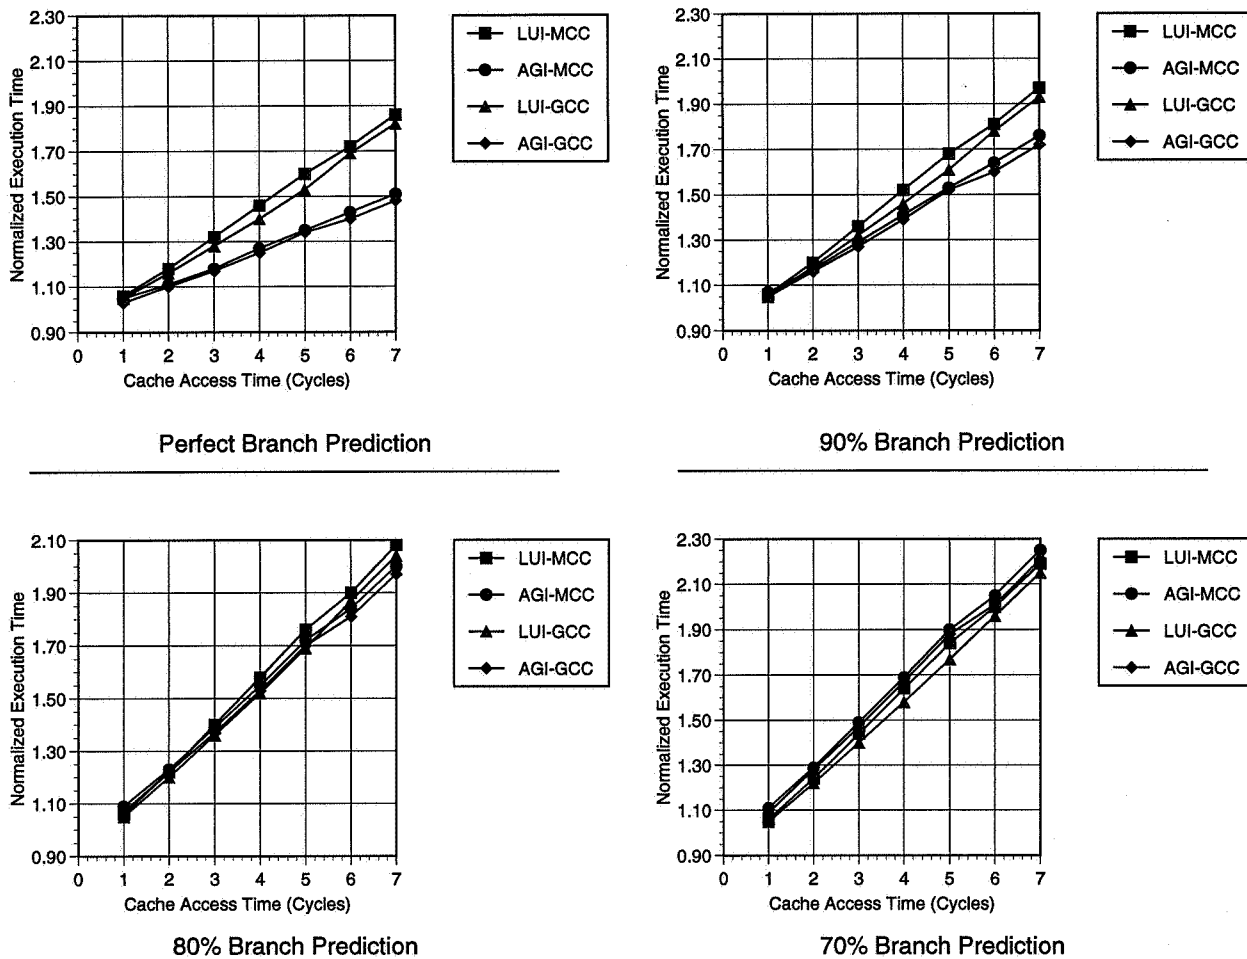 2.30
2.10
1.90
1.70
1.50
1.30
1.10
0.90
Normalized Execution Time
0 1 2 3 4 5 6 7
Cache Access Time (Cycles)
LUI-MCC
AGI-MCC
LUI-GCC
AGI-GCC
Perfect Branch Prediction
2.30
2.10
1.90
1.70
1.50
1.30
1.10
0.90
Normalized Execution Time
0 1 2 3 4 5 6 7
Cache Access Time (Cycles)
LUI-MCC
AGI-MCC
LUI-GCC
AGI-GCC
90% Branch Prediction
2.10
1.90
1.70
1.50
1.30
1.10
0.90
Normalized Execution Time
0 1 2 3 4 5 6 7
Cache Access Time (Cycles)
LUI-MCC
AGI-MCC
LUI-GCC
AGI-GCC
80% Branch Prediction
2.30
2.10
1.90
1.70
1.50
1.30
1.10
0.90
Normalized Execution Time
0 1 2 3 4 5 6 7
Cache Access Time (Cycles)
LUI-MCC
AGI-MCC
LUI-GCC
AGI-GCC
70% Branch Prediction